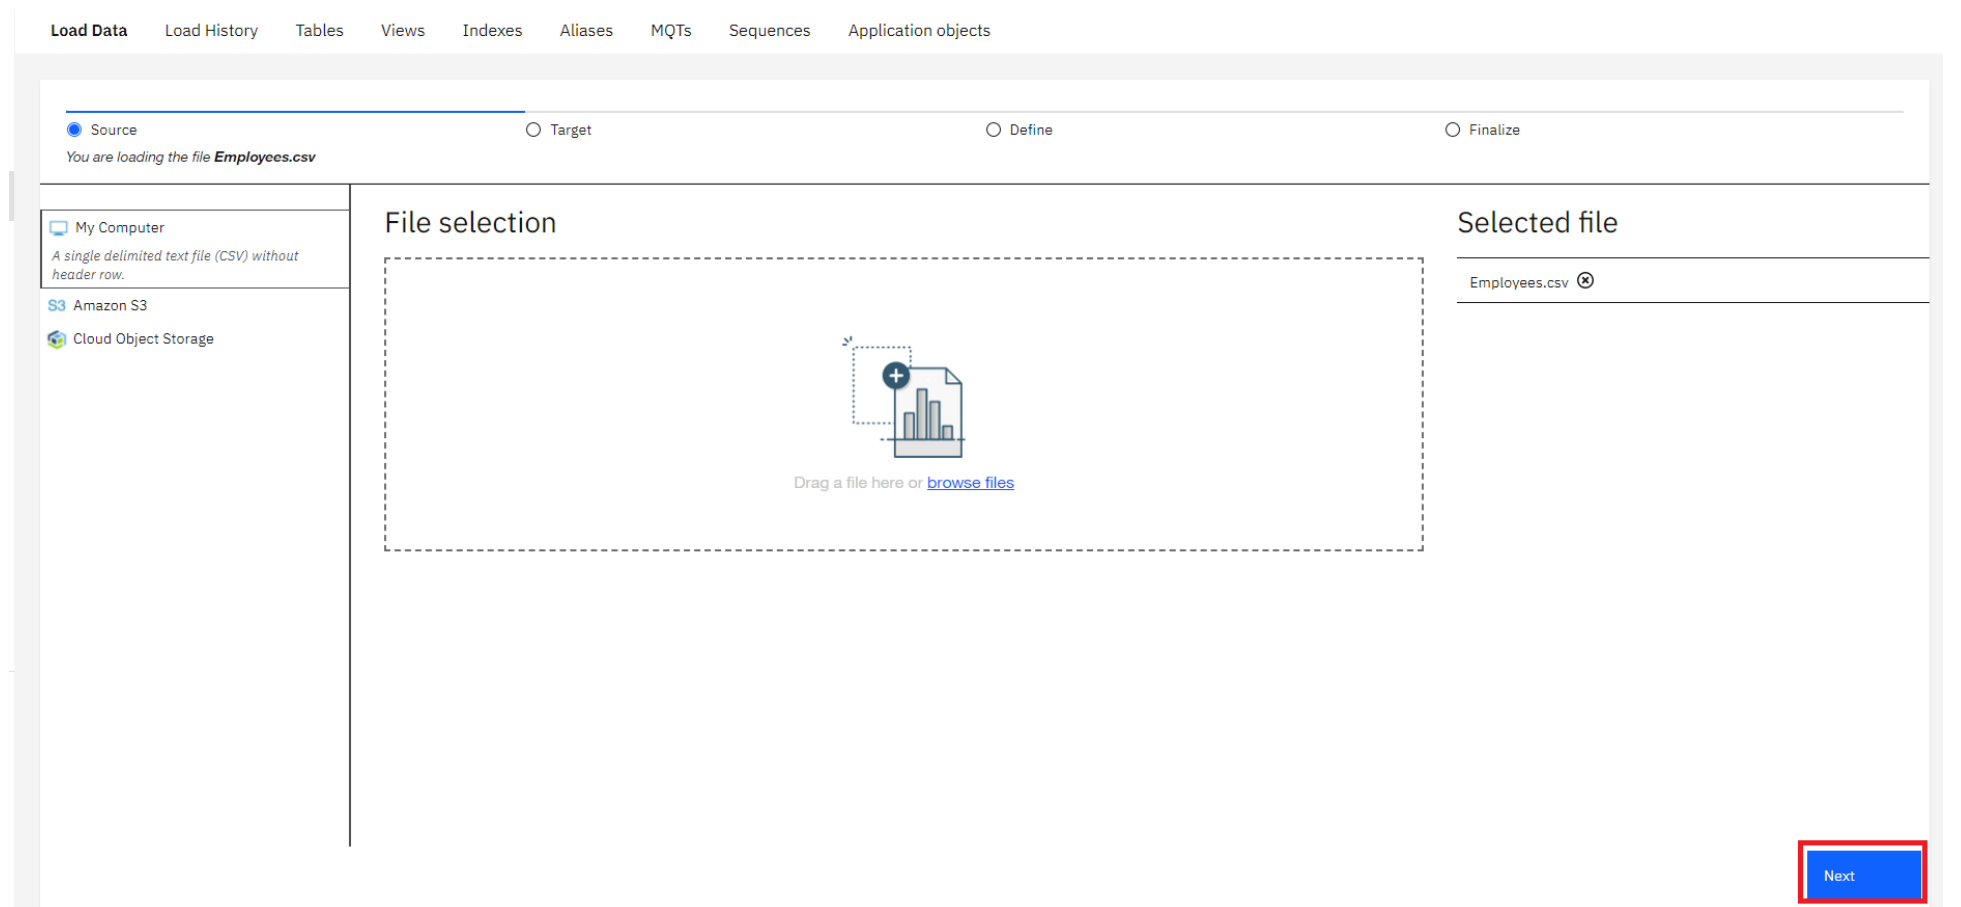 Load Data Load History Tables Views Indexes Aliases MQTs Sequences Application objects
Source Target Define Finalize
You are loading the file Employees.csv
My Computer
A single delimited text file (CSV) without
header row.
S3 Amazon S3
Cloud Object Storage
File selection
Drag a file here or browse files
Selected file
Employees.csv
Next